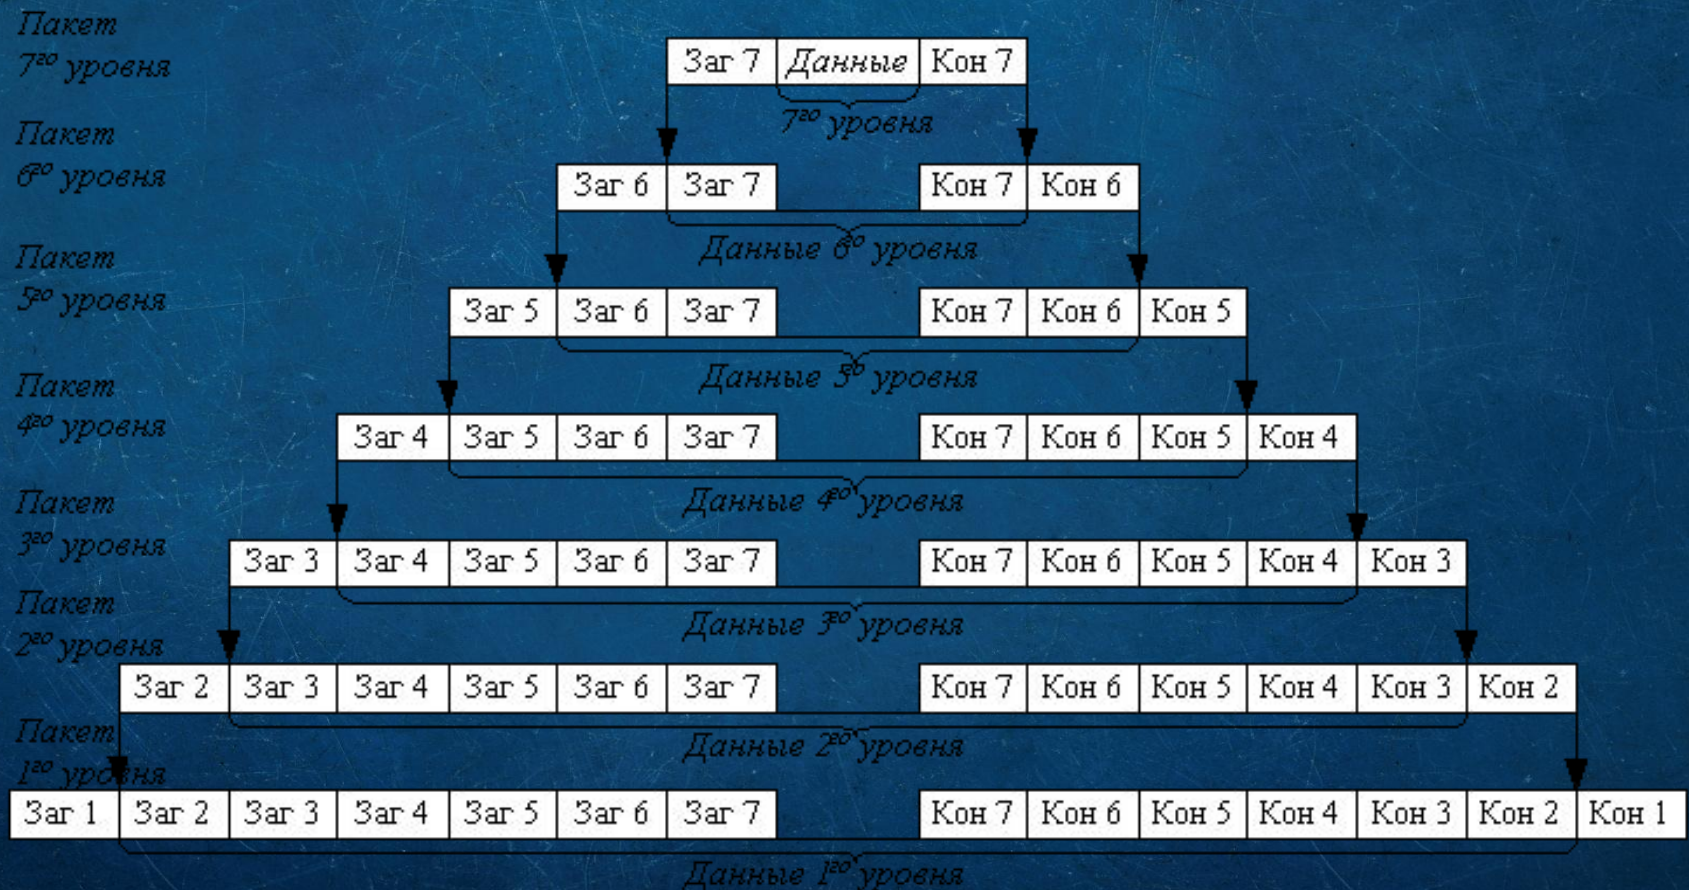 Пакет
7го уровня
Заг 7 Данные Кон 7
7го уровня
Пакет
6го уровня
Заг 6 Заг 7 Кон 7 Кон 6
Данные 6го уровня
Пакет
5го уровня
Заг 5 Заг 6 Заг 7 Кон 7 Кон 6 Кон 5
Данные 5го уровня
Пакет
4го уровня
Заг 4 Заг 5 Заг 6 Заг 7 Кон 7 Кон 6 Кон 5 Кон 4
Данные 4го уровня
Пакет
3го уровня
Заг 3 Заг 4 Заг 5 Заг 6 Заг 7 Кон 7 Кон 6 Кон 5 Кон 4 Кон 3
Данные 3го уровня
Пакет
2го уровня
Заг 2 Заг 3 Заг 4 Заг 5 Заг 6 Заг 7 Кон 7 Кон 6 Кон 5 Кон 4 Кон 3 Кон 2
Данные 2го уровня
Пакет
1го уровня
Заг 1 Заг 2 Заг 3 Заг 4 Заг 5 Заг 6 Заг 7 Кон 7 Кон 6 Кон 5 Кон 4 Кон 3 Кон 2 Кон 1
Данные 1го уровня